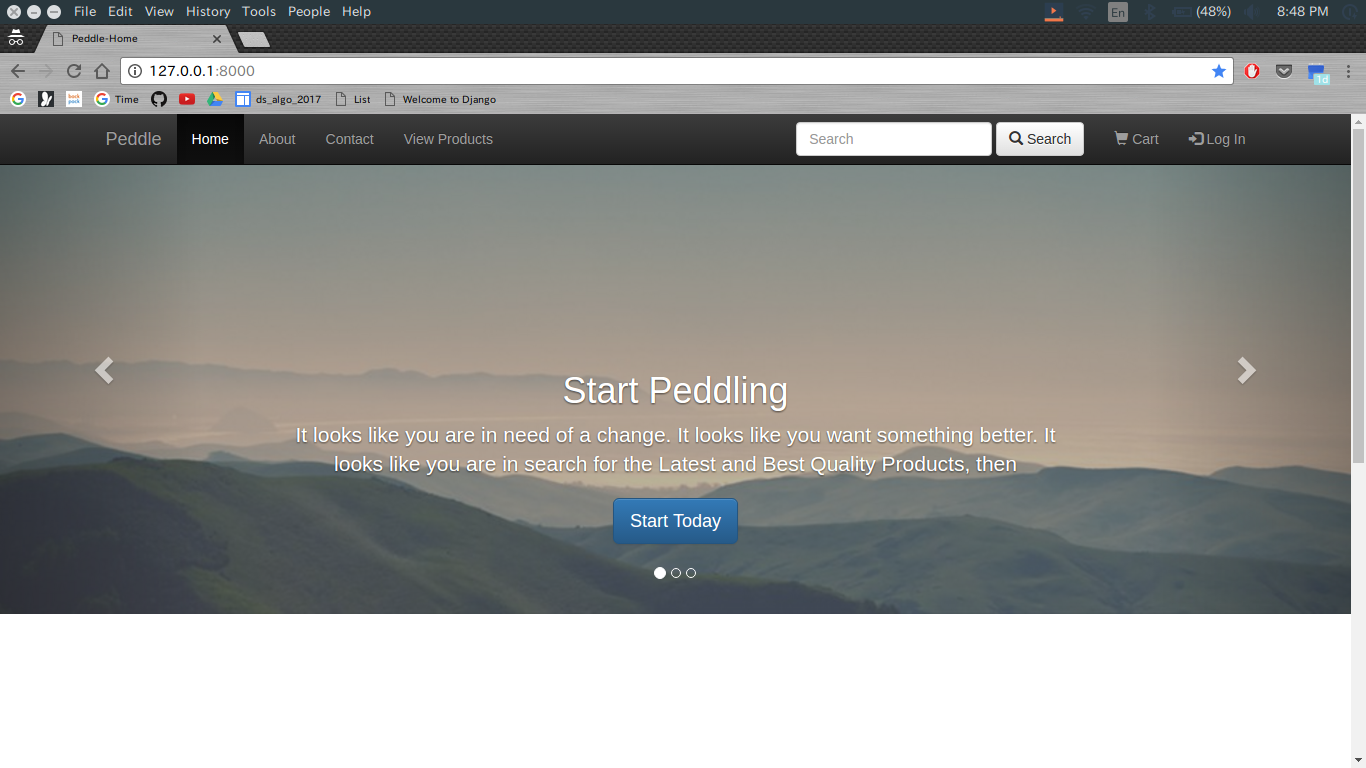 File Edit View History Tools People Help
En (48%) 8:48 PM
Peddle-Home
127.0.0.1:8000
1d
back pack Time ds_algo_2017 List Welcome to Django
Peddle Home About Contact View Products Search Search Cart Log In
Start Peddling
It looks like you are in need of a change. It looks like you want something better. It
looks like you are in search for the Latest and Best Quality Products, then
Start Today